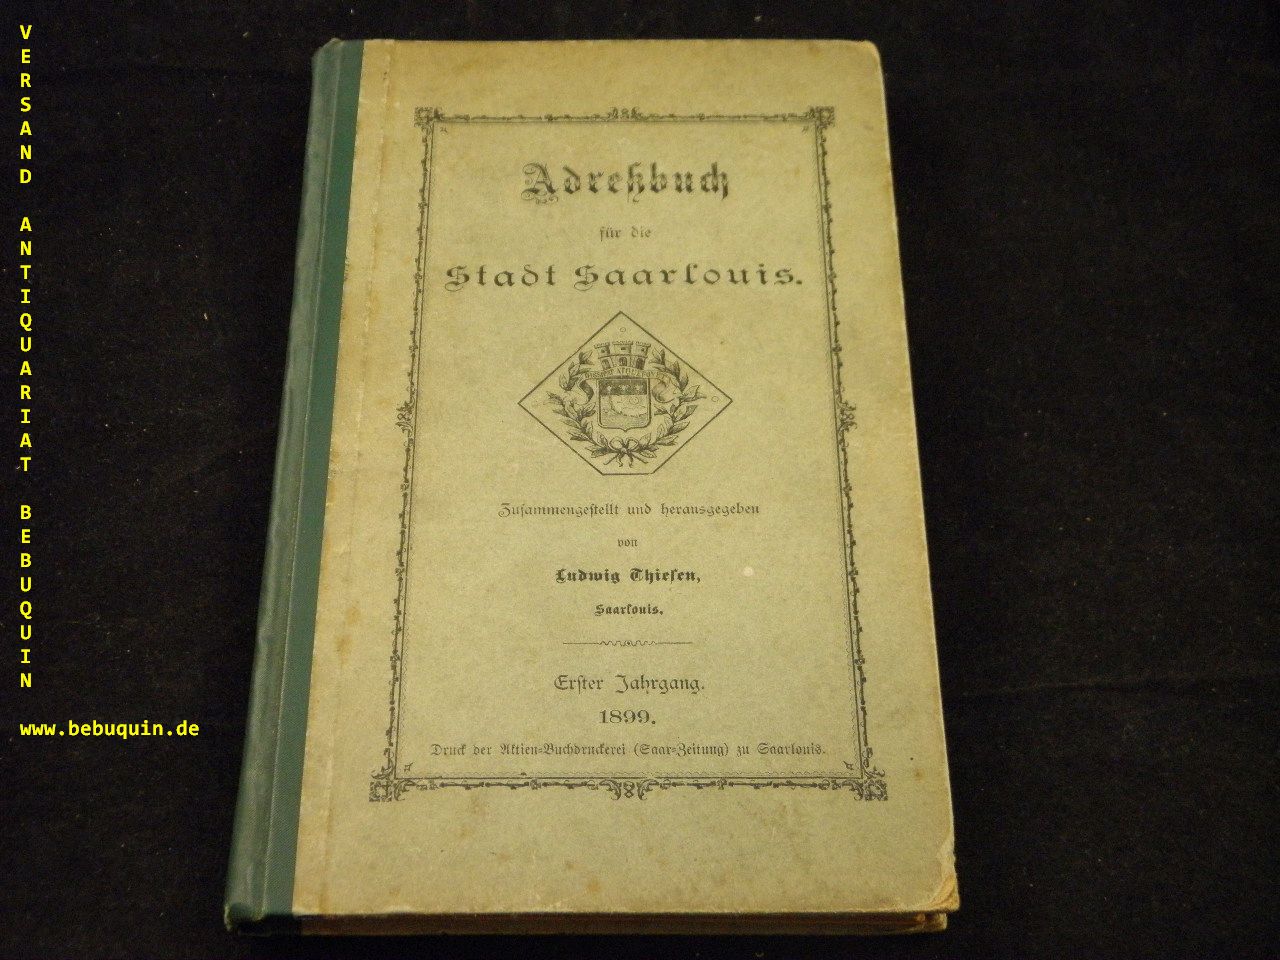 VERSAND ANTIQUARIAT BEBUQUIN
www.bebuquin.de
Adreßbuch
für die
Stadt Saarlouis.
Zusammengestellt und herausgegeben
von
Ludwig Thiesen,
Saarlouis.
Erster Jahrgang.
1899.
Druck der Aktien-Buchdruckerei (Saar-Zeitung) zu Saarlouis.